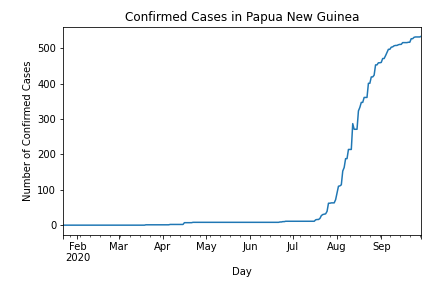 Confirmed Cases in Papua New Guinea
Number of Confirmed Cases
500
400
300
200
100
0
Feb Mar Apr May Jun Jul Aug Sep
2020
Day